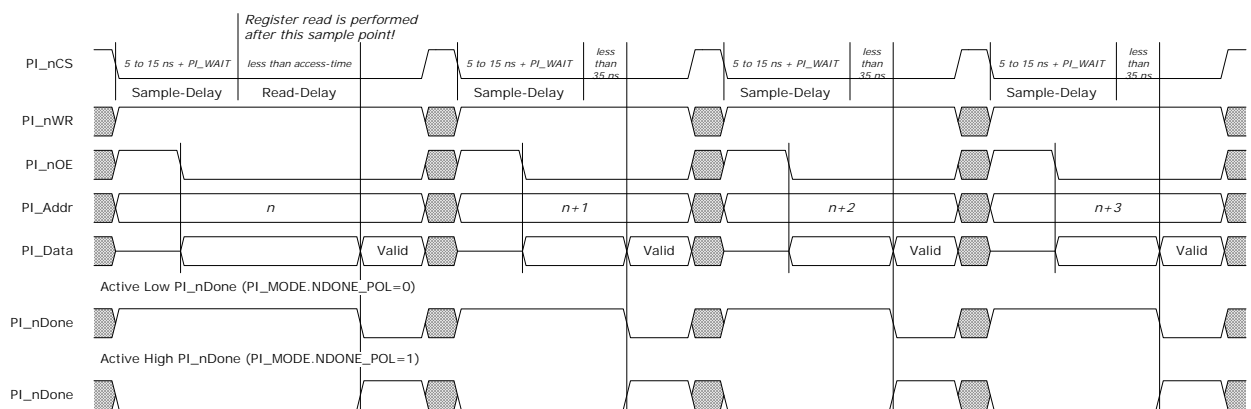 Register read is performed
after this sample point!
PI_nCS
5 to 15 ns + PI_WAIT
less than access-time
5 to 15 ns + PI_WAIT
less
than
35 ns
5 to 15 ns + PI_WAIT
less
than
35 ns
5 to 15 ns + PI_WAIT
less
than
35 ns
Sample-Delay
Read-Delay
Sample-Delay
Sample-Delay
Sample-Delay
PI_nWR
PI_nOE
PI_Addr
n
n+1
n+2
n+3
PI_Data
Valid
Valid
Valid
Valid
Active Low PI_nDone (PI_MODE.NDONE_POL=0)
PI_nDone
Active High PI_nDone (PI_MODE.NDONE_POL=1)
PI_nDone